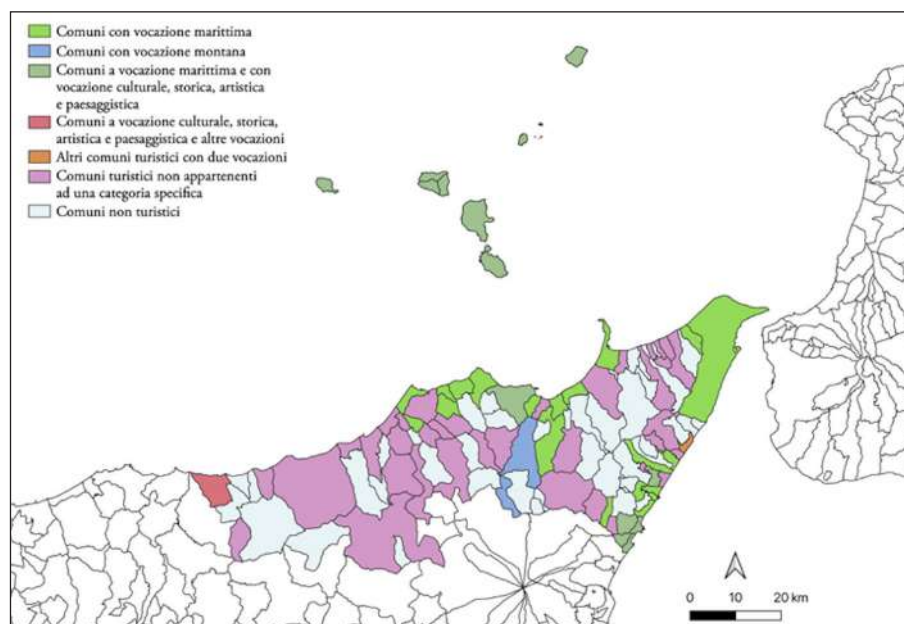 Comuni con vocazione marittima
Comuni con vocazione montana
Comuni a vocazione marittima e con
vocazione culturale, storica, artistica
e paesaggistica
Comuni a vocazione culturale, storica,
artistica e paesaggistica e altre vocazioni
Altri comuni turistici con due vocazioni
Comuni turistici non appartenenti
ad una categoria specifica
Comuni non turistici
0 10 20 km